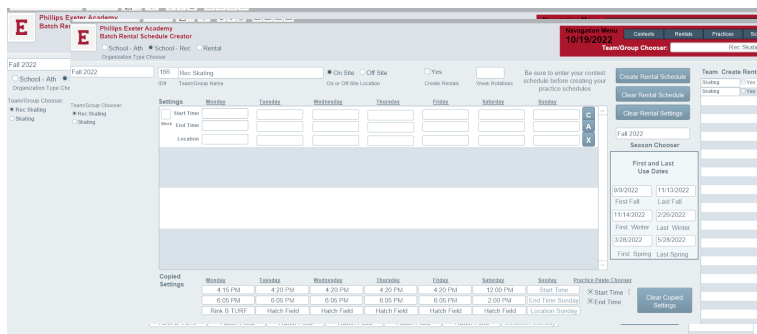 Phillips Exeter Academy
Batch Re
E
Phillips Exeter Academy
Batch Rental Schedule Creator
E
School - Ath School - Rec Rental
Organization Type Chooser
Navigation Menu
10/19/2022
Contests Rentals Practices Sc
Team/Group Chooser: Rec Skati
Fall 2022
School - Ath
Organization Type Cho
Team/Group Chooser:
Rec Skating
Skating
Fall 2022
Team/Group Chooser
Rec Skating
Skating
Rec Skating
ID# Team/Group Name
On Site Off Site
On or Off Site Location
Yes
Create Rentals
Week Rotations
Be sure to enter your contest
schedule before creating your
practice schedules
Create Rental Schedule
Clear Rental Schedule
Clear Rental Settings
Team Create Rent
Skating Yes
Skating Yes
Settings Monday Tuesday Wednesday Thursday Friday Saturday Sunday
Start Time
Week End Time
Location
C
A
X
Fall 2022
Season Chooser
First and Last
Use Dates
9/9/2022 11/13/2022
First Fall Last Fall
11/14/2022 2/26/2022
First Winter Last Winter
3/28/2022 5/28/2022
First Spring Last Spring
Copied
Settings
Monday Tuesday Wednesday Thursday Friday Saturday Sunday
4:15 PM 4:20 PM 4:20 PM 4:20 PM 4:20 PM 12:00 PM Start Time
6:05 PM 6:05 PM 6:05 PM 6:05 PM 6:05 PM 2:00 PM End Time Sunday
Rink B TURF Hatch Field Hatch Field Hatch Field Hatch Field Hatch Field Location Sunday
Practice Paste Chooser
Start Time
End Time
Clear Copied
Settings